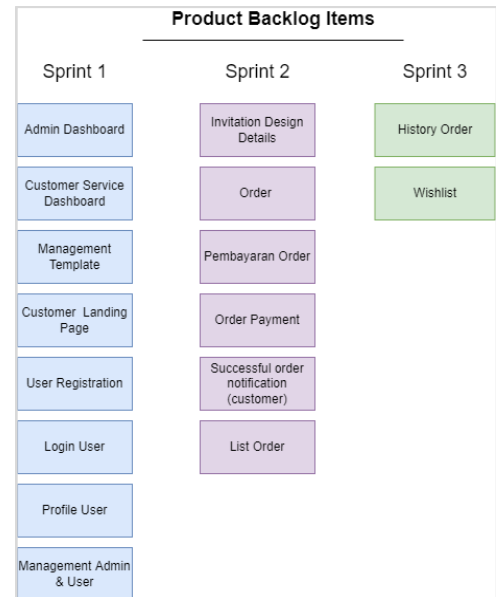 Product Backlog Items
Sprint 1
Admin Dashboard
Customer Service
Dashboard
Management
Template
Customer Landing
Page
User Registration
Login User
Profile User
Management Admin
& User
Sprint 2
Invitation Design
Details
Order
Pembayaran Order
Order Payment
Successful order
notification
(customer)
List Order
Sprint 3
History Order
Wishlist